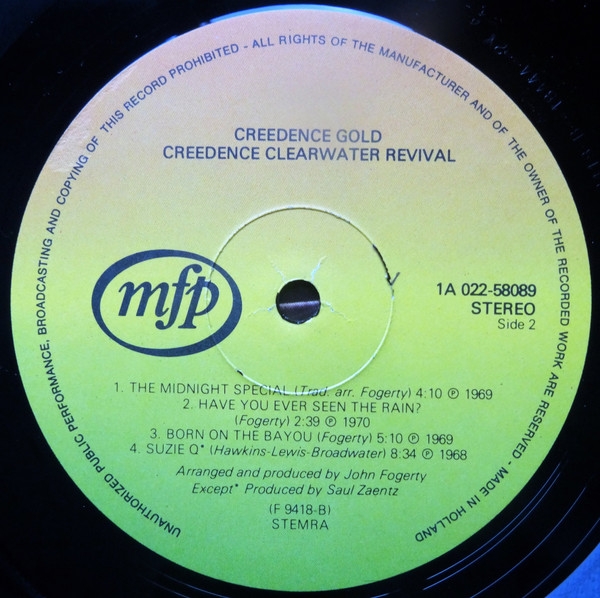 UNAUTHORIZED PUBLIC PERFORMANCE, BROADCASTING AND COPYING OF THIS RECORD PROHIBITED - ALL RIGHTS OF THE MANUFACTURER AND OF THE OWNER OF THE RECORDED WORK ARE RESERVED - MADE IN HOLLAND
CREEDENCE GOLD
CREEDENCE CLEARWATER REVIVAL
mfp
1A 022-58089
STEREO
Side 2
1. THE MIDNIGHT SPECIAL (Trad. arr. Fogerty) 4:10 ℗ 1969
2. HAVE YOU EVER SEEN THE RAIN?
(Fogerty) 2:39 ℗ 1970
3. BORN ON THE BAYOU (Fogerty) 5:10 ℗ 1969
4. SUZIE Q* (Hawkins-Lewis-Broadwater) 8:34 ℗ 1968
Arranged and produced by John Fogerty
Except* Produced by Saul Zaentz
(F 9418-B)
STEMRA